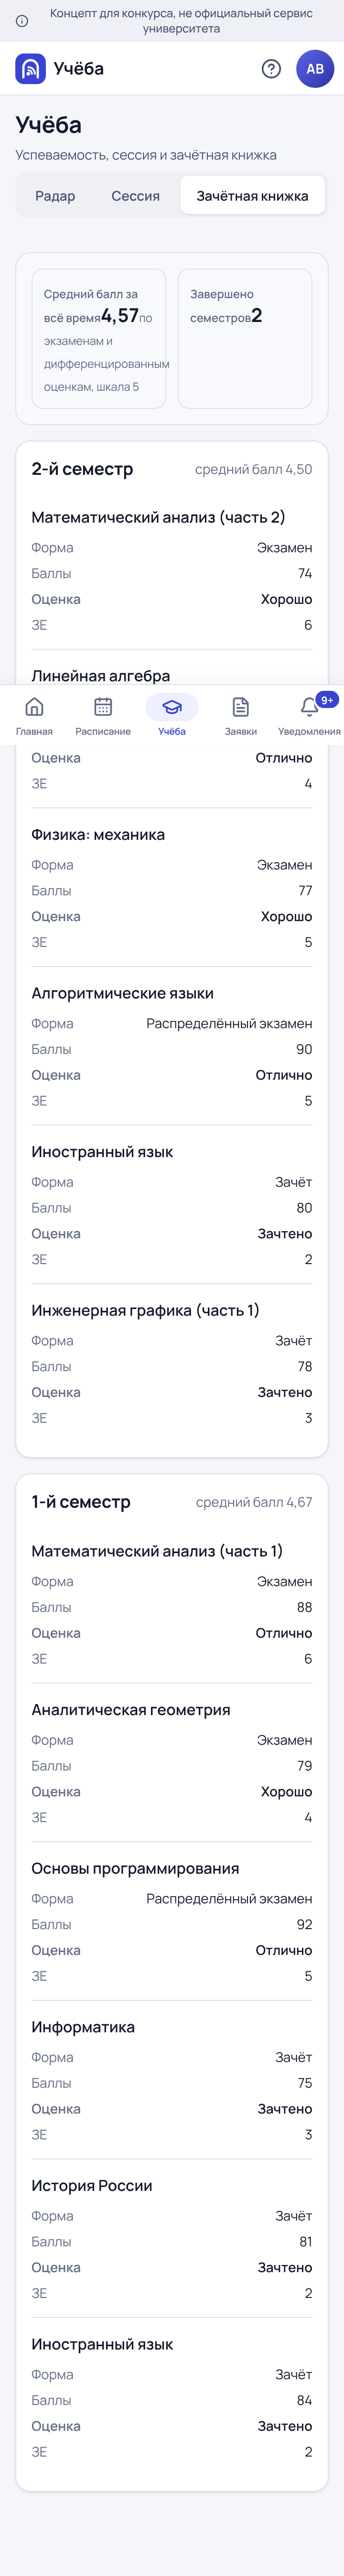 Концепт для конкурса, не официальный сервис
университета
Учёба
АВ
Учёба
Успеваемость, сессия и зачётная книжка
Радар
Сессия
Зачётная книжка
Средний балл за
всё время4,57по
экзаменам и
дифференцированным
оценкам, шкала 5
Завершено
семестров2
2-й семестр
средний балл 4,50
Математический анализ (часть 2)
Форма Экзамен
Баллы 74
Оценка Хорошо
ЗЕ 6
Линейная алгебра
Главная
Расписание
Учёба
Заявки
9+
Уведомления
Оценка Отлично
ЗЕ 4
Физика: механика
Форма Экзамен
Баллы 77
Оценка Хорошо
ЗЕ 5
Алгоритмические языки
Форма Распределённый экзамен
Баллы 90
Оценка Отлично
ЗЕ 5
Иностранный язык
Форма Зачёт
Баллы 80
Оценка Зачтено
ЗЕ 2
Инженерная графика (часть 1)
Форма Зачёт
Баллы 78
Оценка Зачтено
ЗЕ 3
1-й семестр
средний балл 4,67
Математический анализ (часть 1)
Форма Экзамен
Баллы 88
Оценка Отлично
ЗЕ 6
Аналитическая геометрия
Форма Экзамен
Баллы 79
Оценка Хорошо
ЗЕ 4
Основы программирования
Форма Распределённый экзамен
Баллы 92
Оценка Отлично
ЗЕ 5
Информатика
Форма Зачёт
Баллы 75
Оценка Зачтено
ЗЕ 3
История России
Форма Зачёт
Баллы 81
Оценка Зачтено
ЗЕ 2
Иностранный язык
Форма Зачёт
Баллы 84
Оценка Зачтено
ЗЕ 2